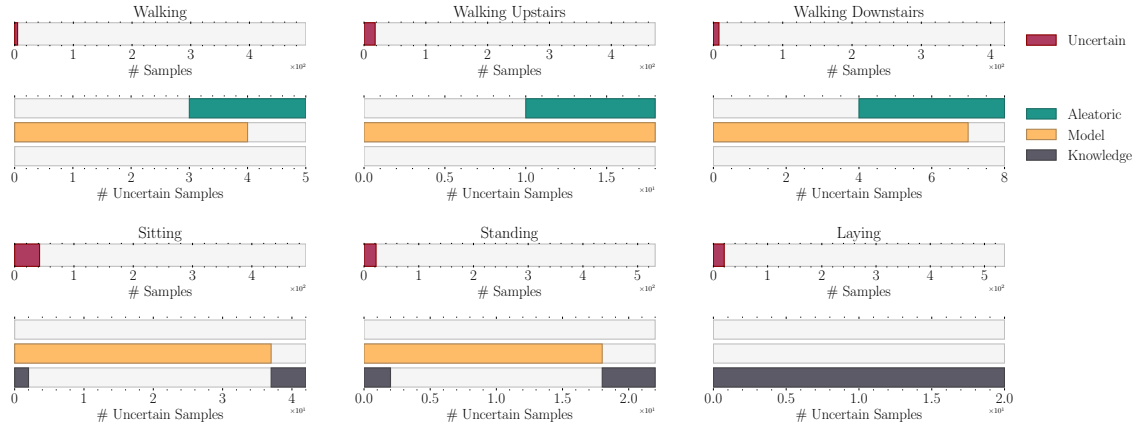 Walking
Walking Upstairs
Walking Downstairs
0 1 2 3 4
×10²
# Samples
0 1 2 3 4
×10²
# Samples
0 1 2 3 4
×10²
# Samples
Uncertain
0 1 2 3 4 5
# Uncertain Samples
0.0 0.5 1.0 1.5
×10¹
# Uncertain Samples
0 2 4 6 8
# Uncertain Samples
Aleatoric
Model
Knowledge
Sitting
Standing
Laying
0 1 2 3 4
×10²
# Samples
0 1 2 3 4 5
×10²
# Samples
0 1 2 3 4 5
×10²
# Samples
0 1 2 3 4
×10¹
# Uncertain Samples
0.0 0.5 1.0 1.5 2.0
×10¹
# Uncertain Samples
0.0 0.5 1.0 1.5 2.0
×10¹
# Uncertain Samples